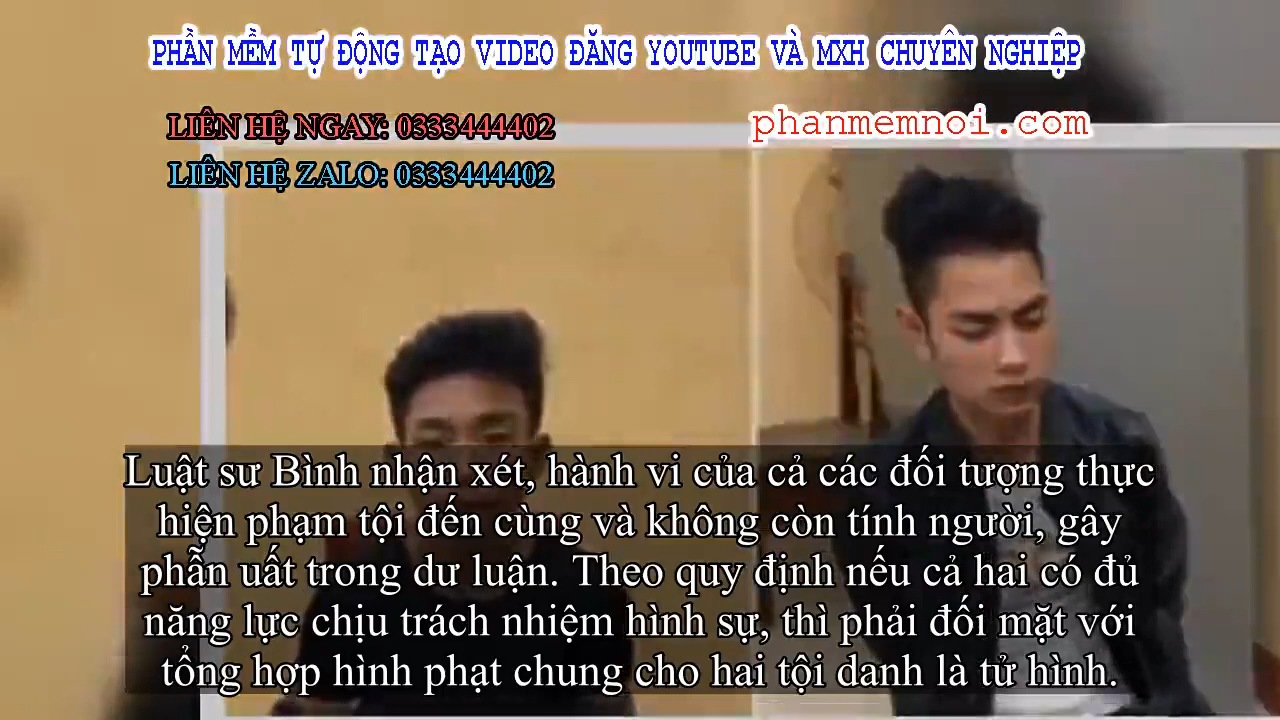 PHẦN MỀM TỰ ĐỘNG TẠO VIDEO ĐĂNG YOUTUBE VÀ MXH CHUYÊN NGHIỆP
LIÊN HỆ NGAY: 0333444402
phanmemnoi.com
LIÊN HỆ ZALO: 0333444402
Luật sư Bình nhận xét, hành vi của cả các đối tượng thực
hiện phạm tội đến cùng và không còn tính người, gây
phẫn uất trong dư luận. Theo quy định nếu cả hai có đủ
năng lực chịu trách nhiệm hình sự, thì phải đối mặt với
tổng hợp hình phạt chung cho hai tội danh là tử hình.